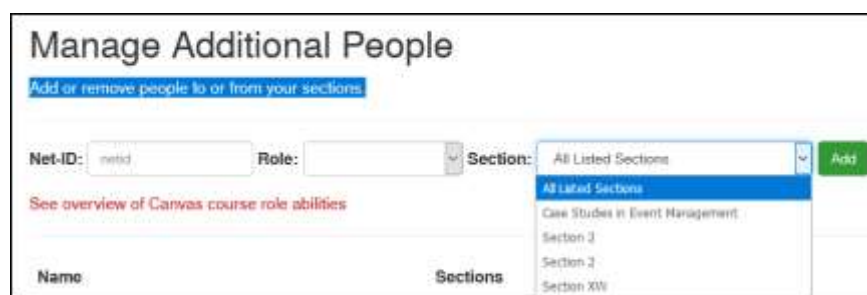 Manage Additional People
Add or remove people to or from your sections.
Net-ID: netid Role: Section: All Listed Sections Add
All Listed Sections
See overview of Canvas course role abilities
Case Studies in Event Management
Section 2
Section 2
Name Sections Section XW